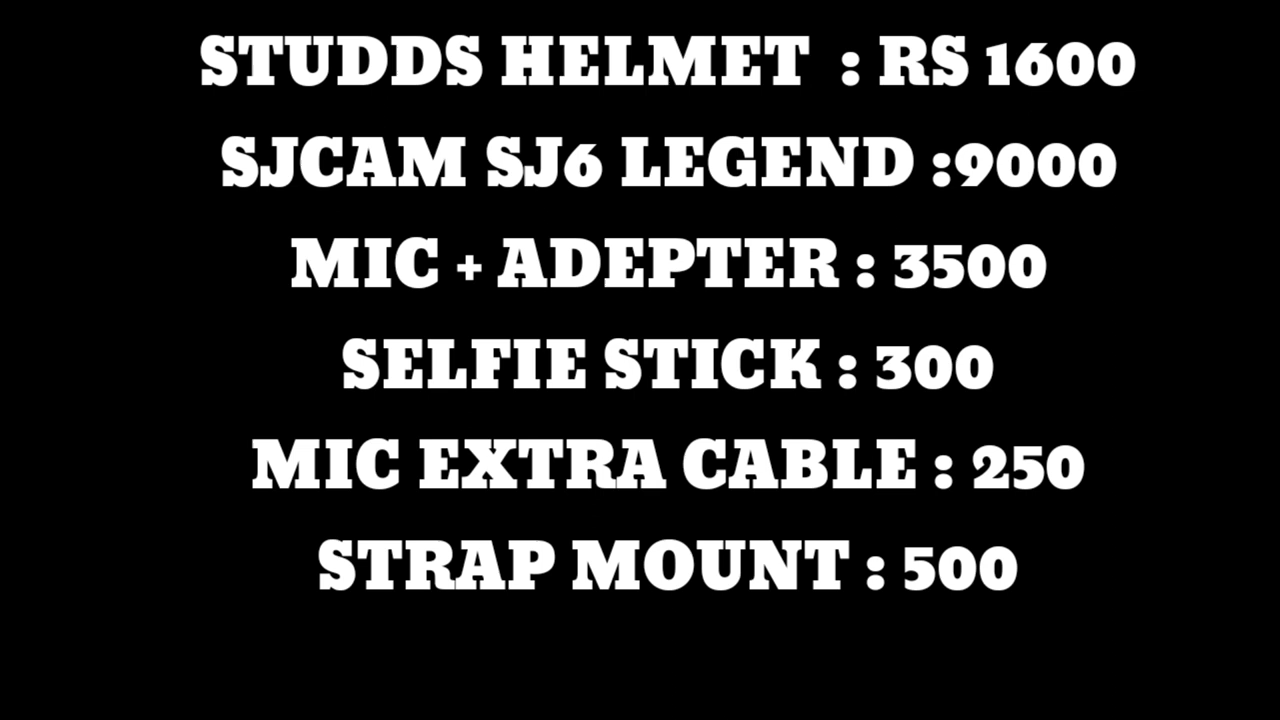 STUDDS HELMET : RS 1600
SJCAM SJ6 LEGEND :9000
MIC + ADEPTER : 3500
SELFIE STICK : 300
MIC EXTRA CABLE : 250
STRAP MOUNT : 500